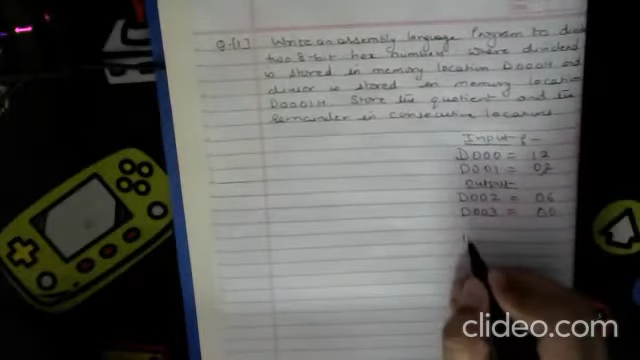 Q.[1] Write an assembly language Program to divide
two 8-bit hex numbers where dividend
is stored in memory location D000H and
divisor is stored in memory location
D0001H. Store the quotient and the
remainder in consecutive locations.
Input :-
D000 = 12
D001 = 02
Output
D002 = 06
D003 = 00
clideo.com